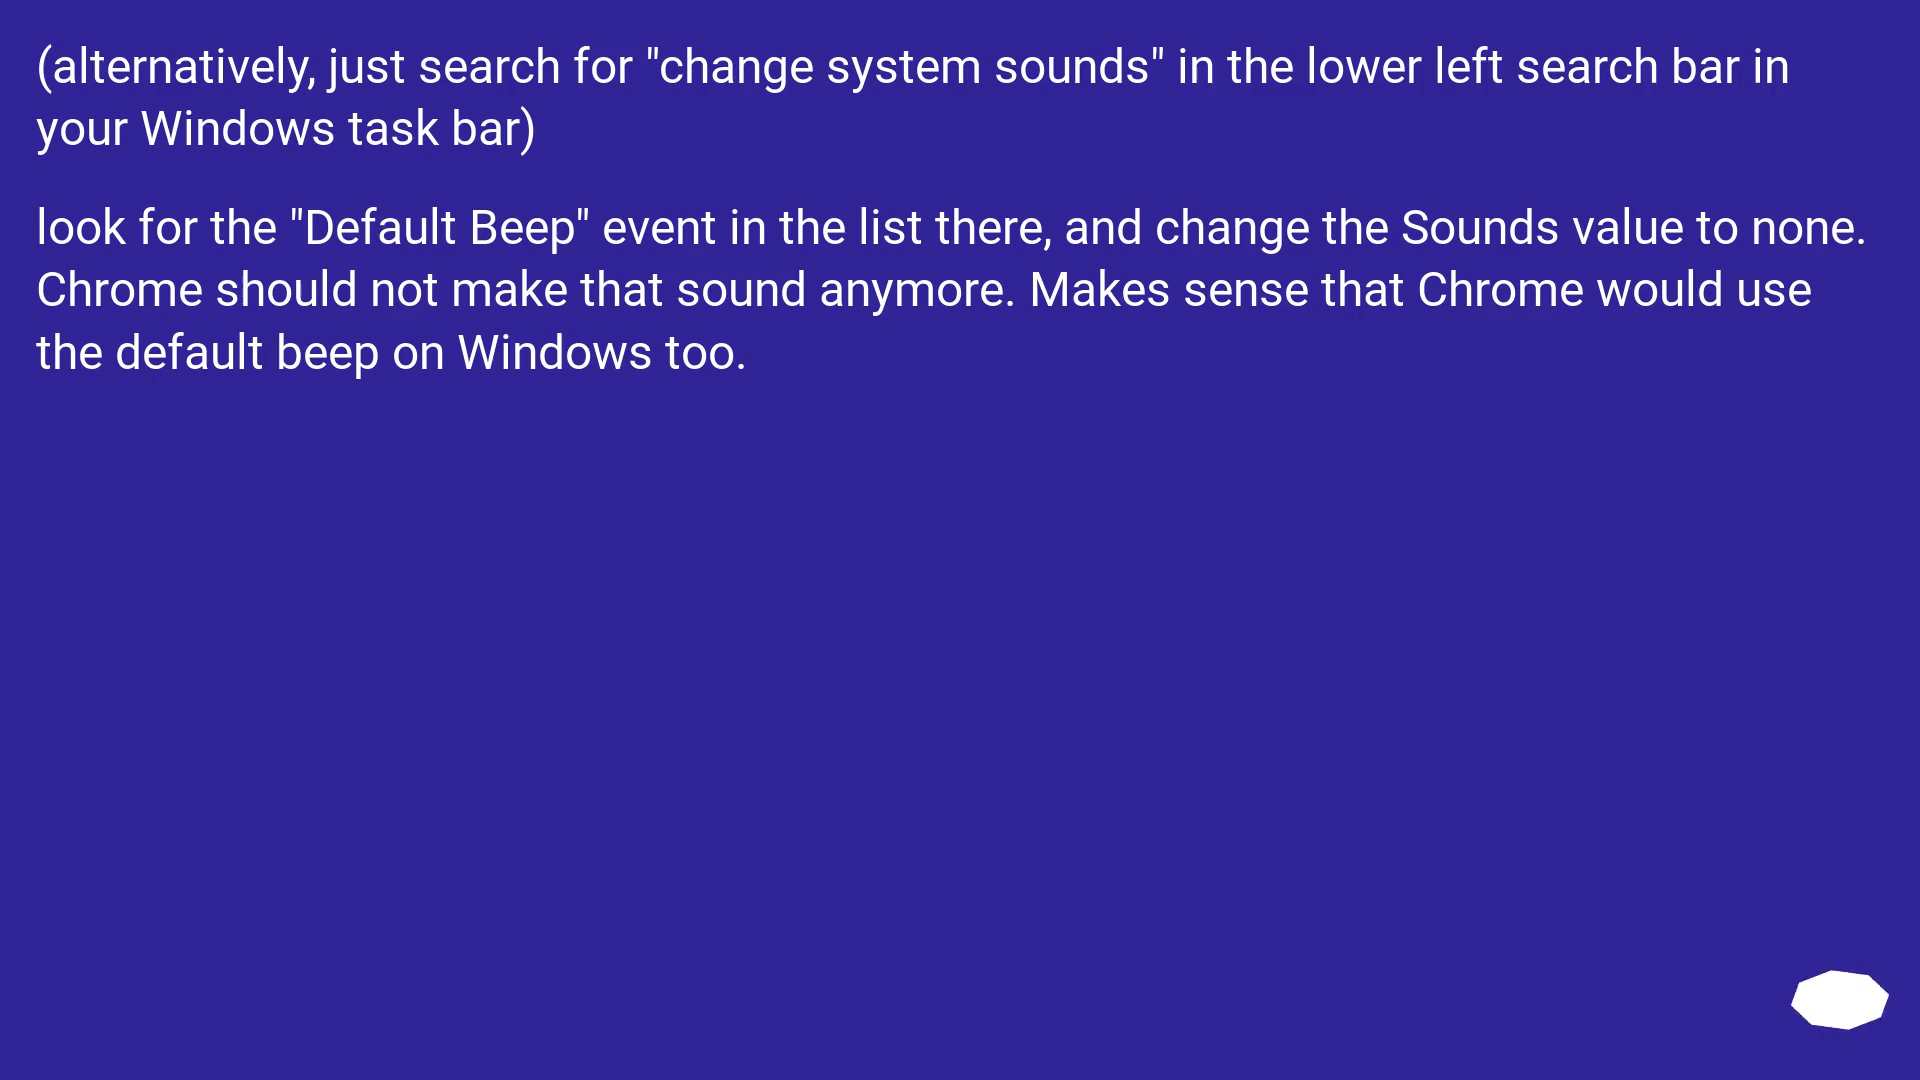 (alternatively, just search for "change system sounds" in the lower left search bar in
your Windows task bar)
look for the "Default Beep" event in the list there, and change the Sounds value to none.
Chrome should not make that sound anymore. Makes sense that Chrome would use
the default beep on Windows too.